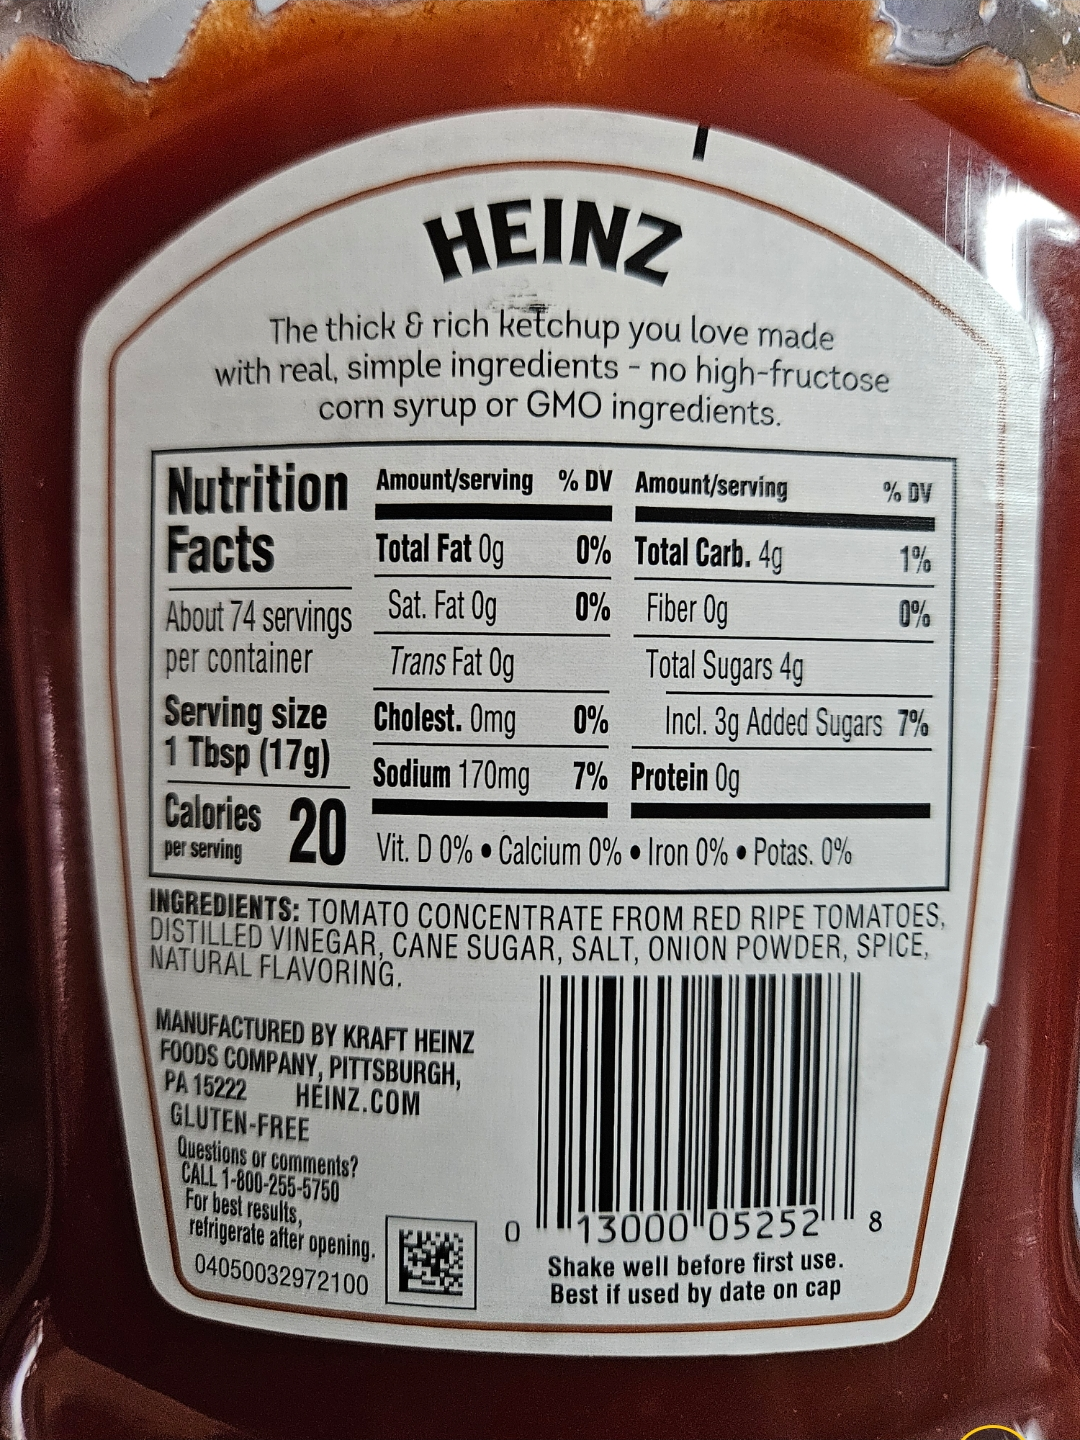 HEINZ
The thick & rich ketchup you love made
with real, simple ingredients - no high-fructose
corn syrup or GMO ingredients.
Nutrition
Facts
About 74 servings
per container
Serving size
1 Tbsp (17g)
Calories 20
per serving
Amount/serving % DV
Total Fat 0g 0%
Sat. Fat 0g 0%
Trans Fat 0g
Cholest. 0mg 0%
Sodium 170mg 7%
Amount/serving % DV
Total Carb. 4g 1%
Fiber 0g 0%
Total Sugars 4g
Incl. 3g Added Sugars 7%
Protein 0g
Vit. D 0% • Calcium 0% • Iron 0% • Potas. 0%
INGREDIENTS: TOMATO CONCENTRATE FROM RED RIPE TOMATOES,
DISTILLED VINEGAR, CANE SUGAR, SALT, ONION POWDER, SPICE,
NATURAL FLAVORING.
MANUFACTURED BY KRAFT HEINZ
FOODS COMPANY, PITTSBURGH,
PA 15222 HEINZ.COM
GLUTEN-FREE
Questions or comments?
CALL 1-800-255-5750
For best results,
refrigerate after opening.
04050032972100
0 13000 05252 8
Shake well before first use.
Best if used by date on cap